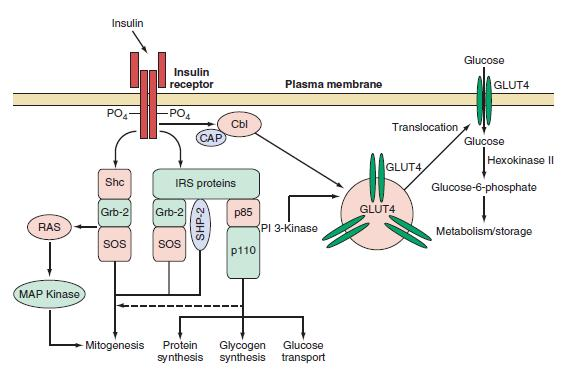 Insulin
Insulin
receptor
Plasma membrane
Glucose
GLUT4
PO4
PO4
Cbl
CAP
Translocation
Glucose
Hexokinase II
Glucose-6-phosphate
Metabolism/storage
GLUT4
GLUT4
Shc
IRS proteins
Grb-2
Grb-2
SHP-2
p85
PI 3-Kinase
RAS
SOS
SOS
p110
MAP Kinase
Mitogenesis
Protein
synthesis
Glycogen
synthesis
Glucose
transport